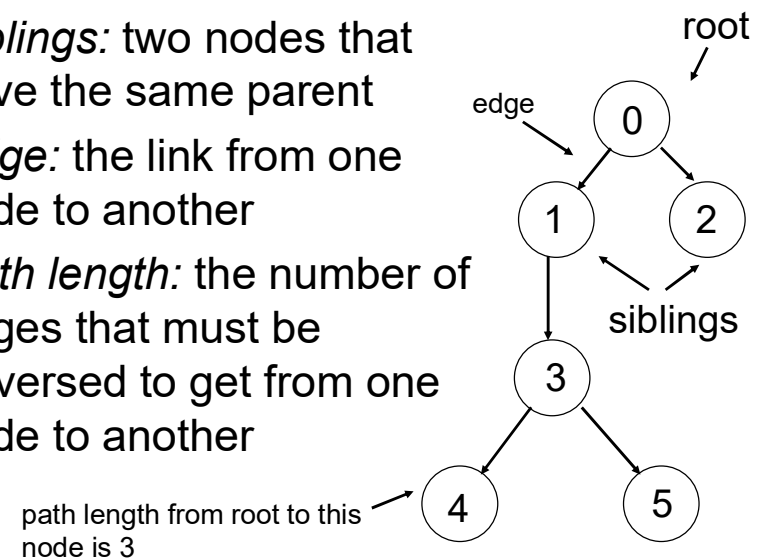 blings: two nodes that
ve the same parent
ge: the link from one
de to another
th length: the number of
ges that must be
versed to get from one
de to another
path length from root to this
node is 3
root
edge
0
1
2
siblings
3
4
5